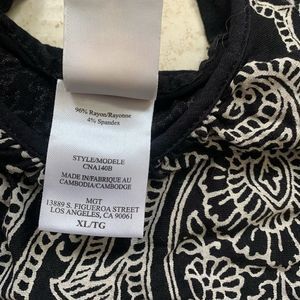 96% Rayon/Rayonne
4% Spandex
STYLE/MODELE
CNA140B
MADE IN/FABRIQUE AU
CAMBODIA/CAMBODGE
MGT
13889 S. FIGUEROA STREET
LOS ANGELES, CA 90061
XL/TG